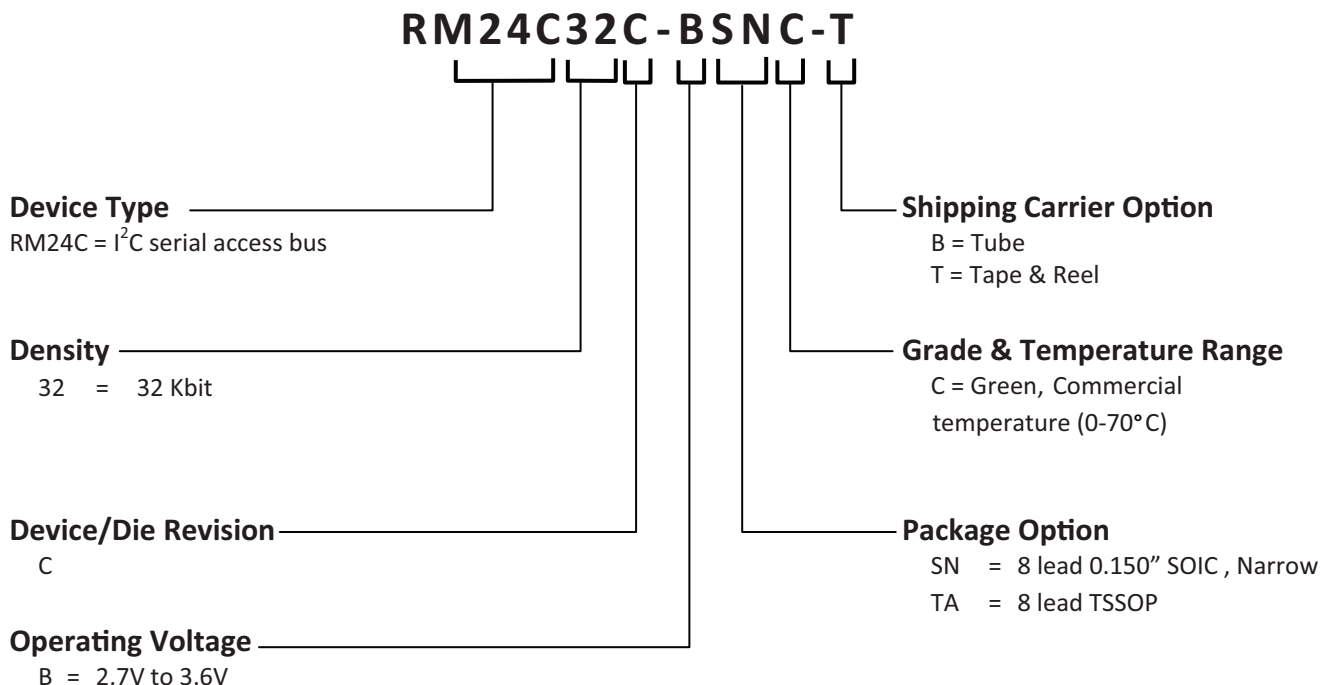 RM24C32C-BSNC-T
Device Type
RM24C = I²C serial access bus
Density
32 = 32 Kbit
Device/Die Revision
C
Operating Voltage
B = 2.7V to 3.6V
Shipping Carrier Option
B = Tube
T = Tape & Reel
Grade & Temperature Range
C = Green, Commercial
temperature (0-70°C)
Package Option
SN = 8 lead 0.150” SOIC , Narrow
TA = 8 lead TSSOP